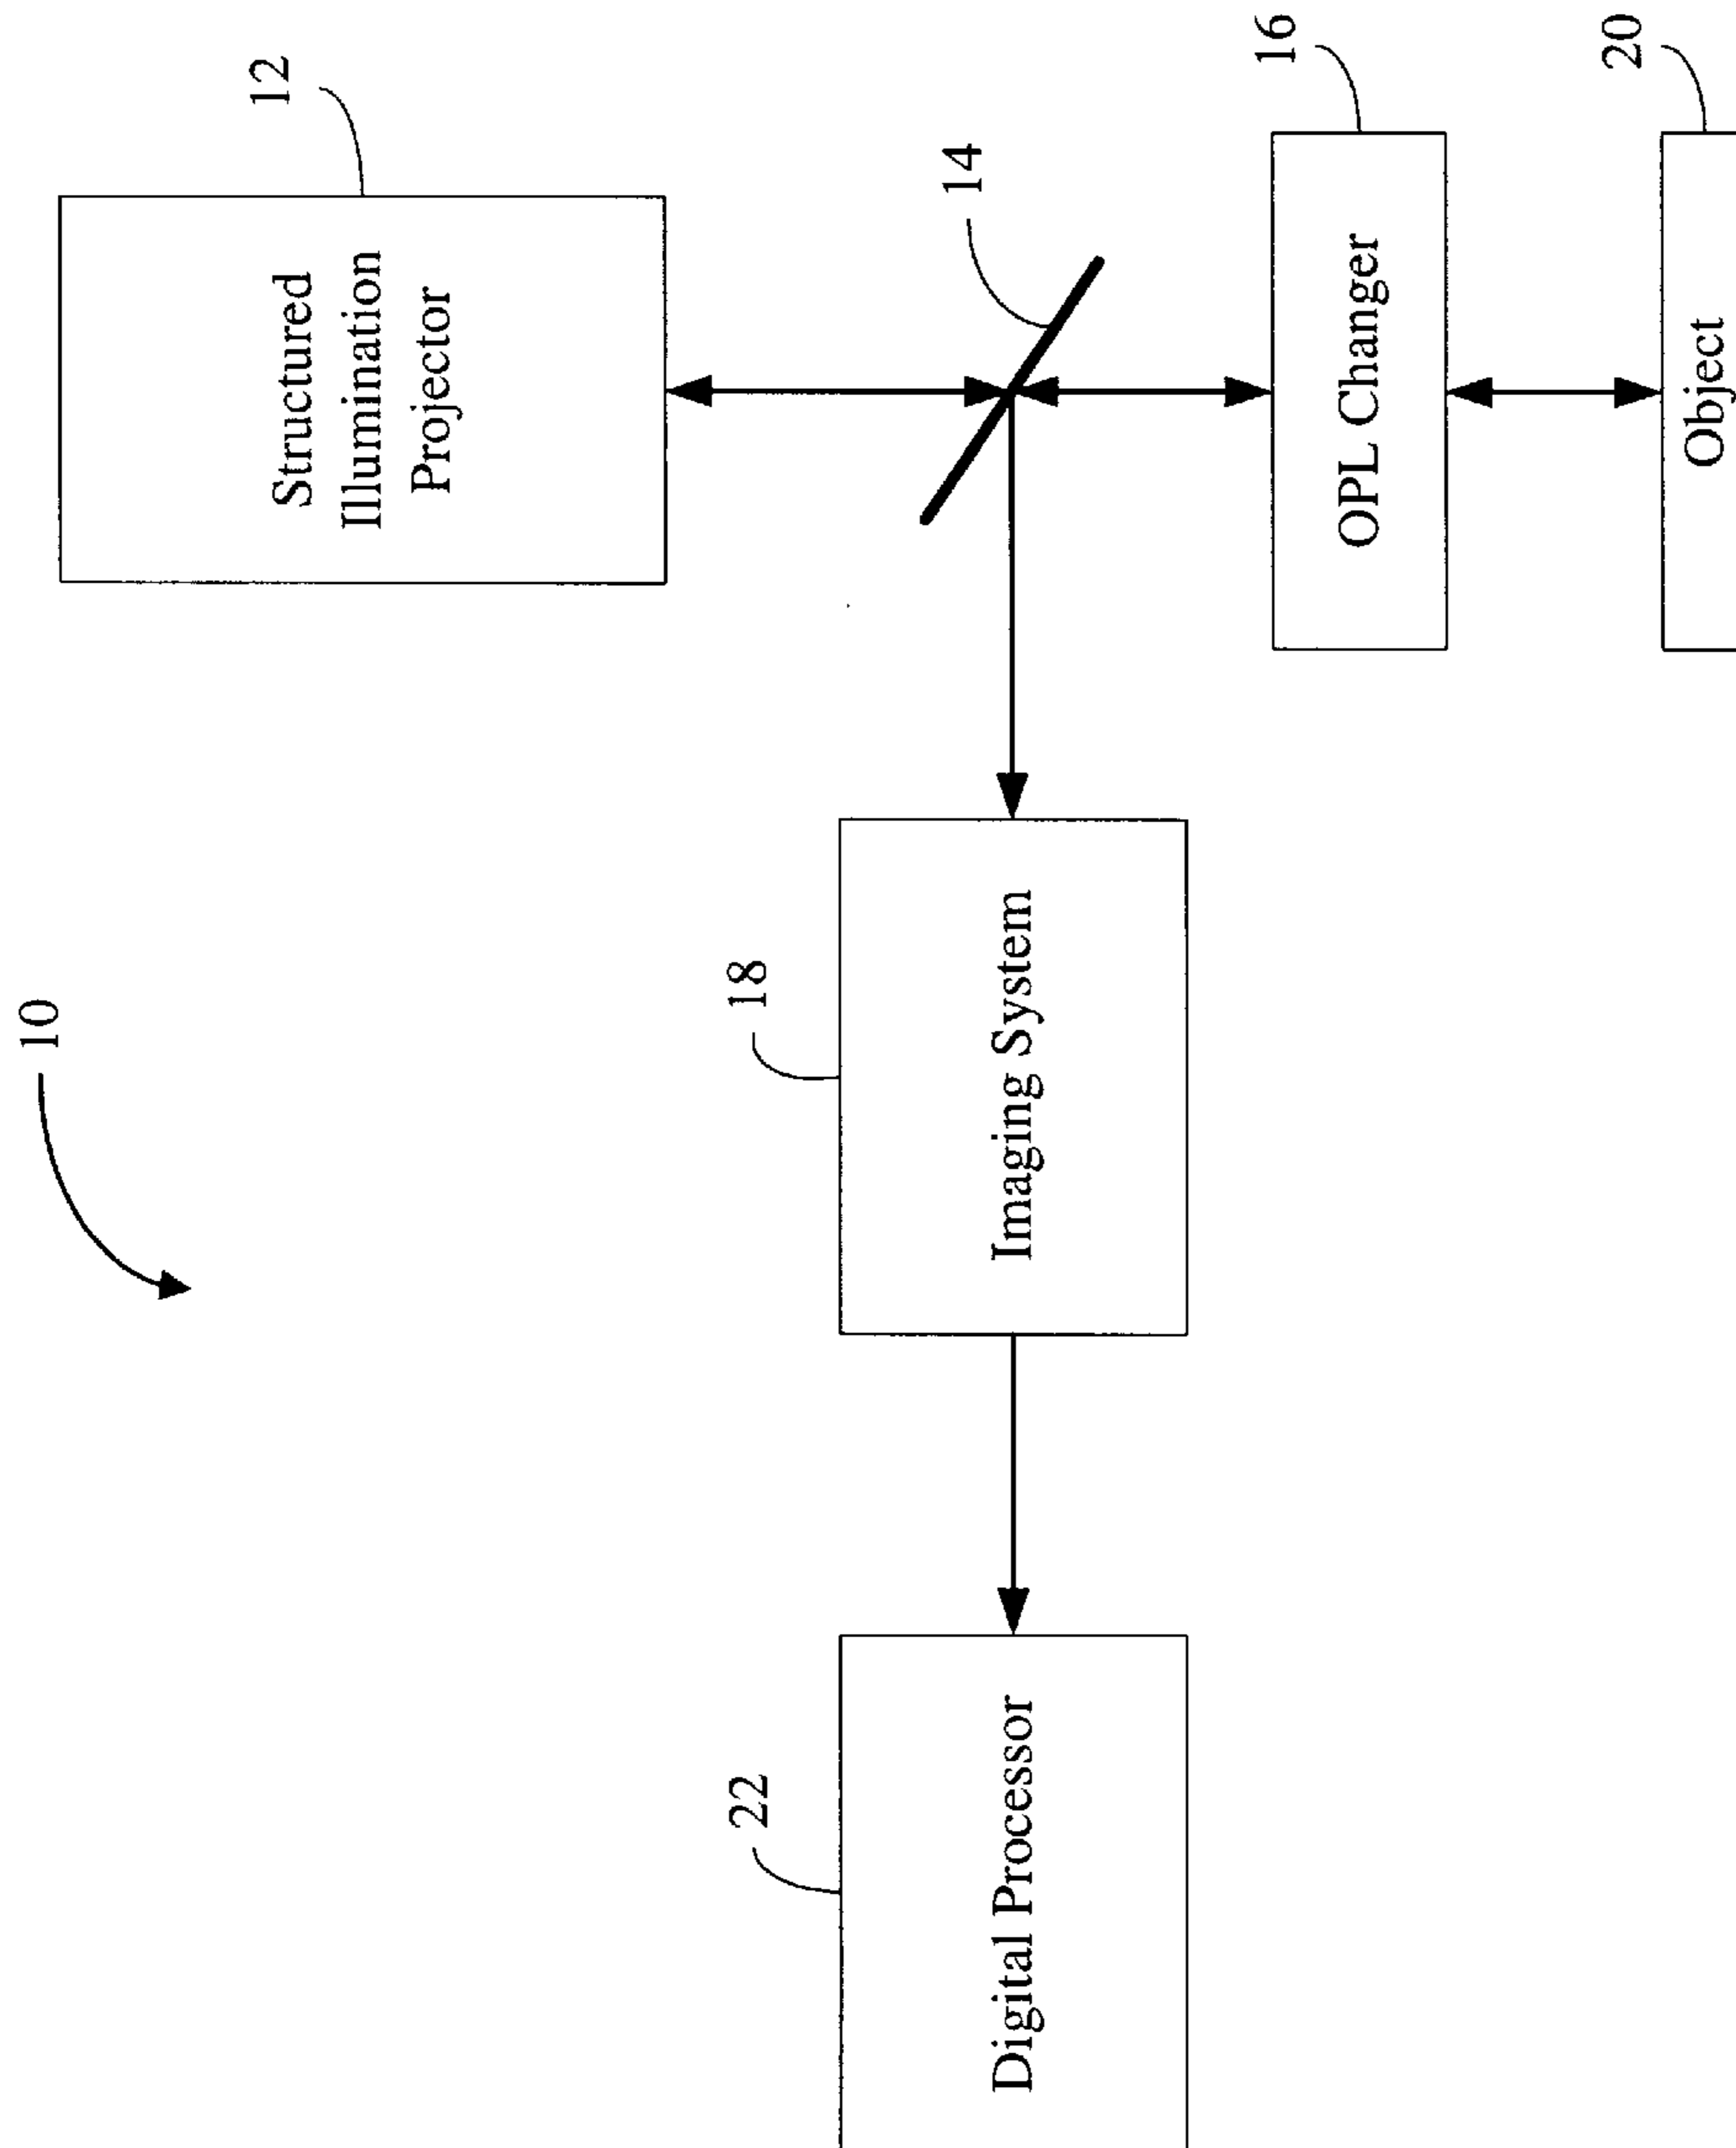 10
12
Structured
Illumination
Projector
14
16
OPL Changer
20
Object
18
Imaging System
22
Digital Processor